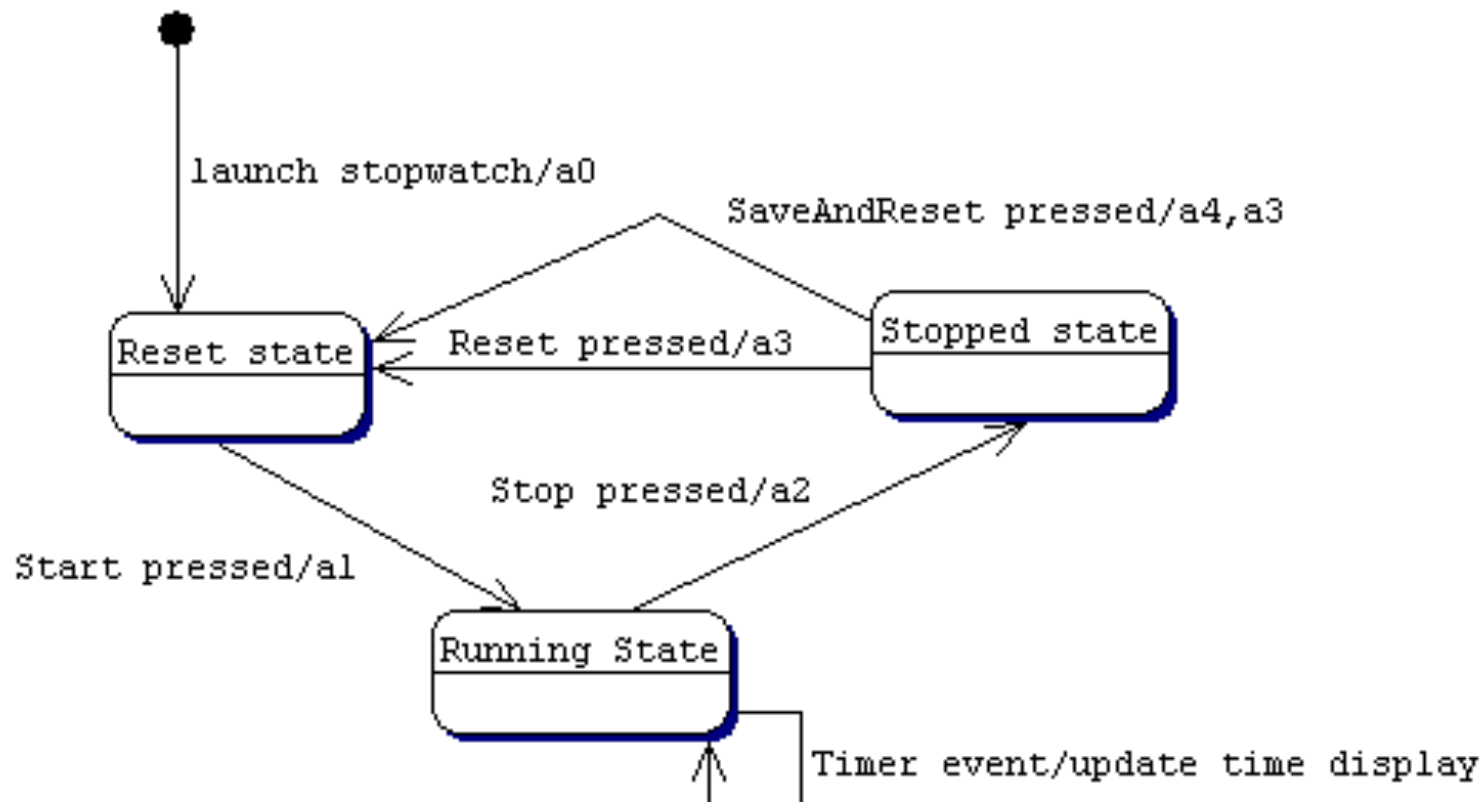 launch stopwatch/a0
SaveAndReset pressed/a4,a3
Reset state
Reset pressed/a3
Stopped state
Stop pressed/a2
Start pressed/a1
Running State
Timer event/update time display